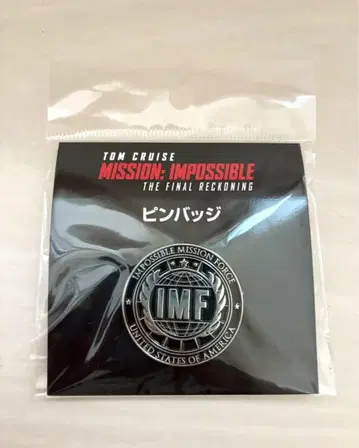 TOM CRUISE
MISSION: IMPOSSIBLE
THE FINAL RECKONING
ピンバッジ
IMPOSSIBLE MISSION FORCE
IMF
UNITED STATES OF AMERICA